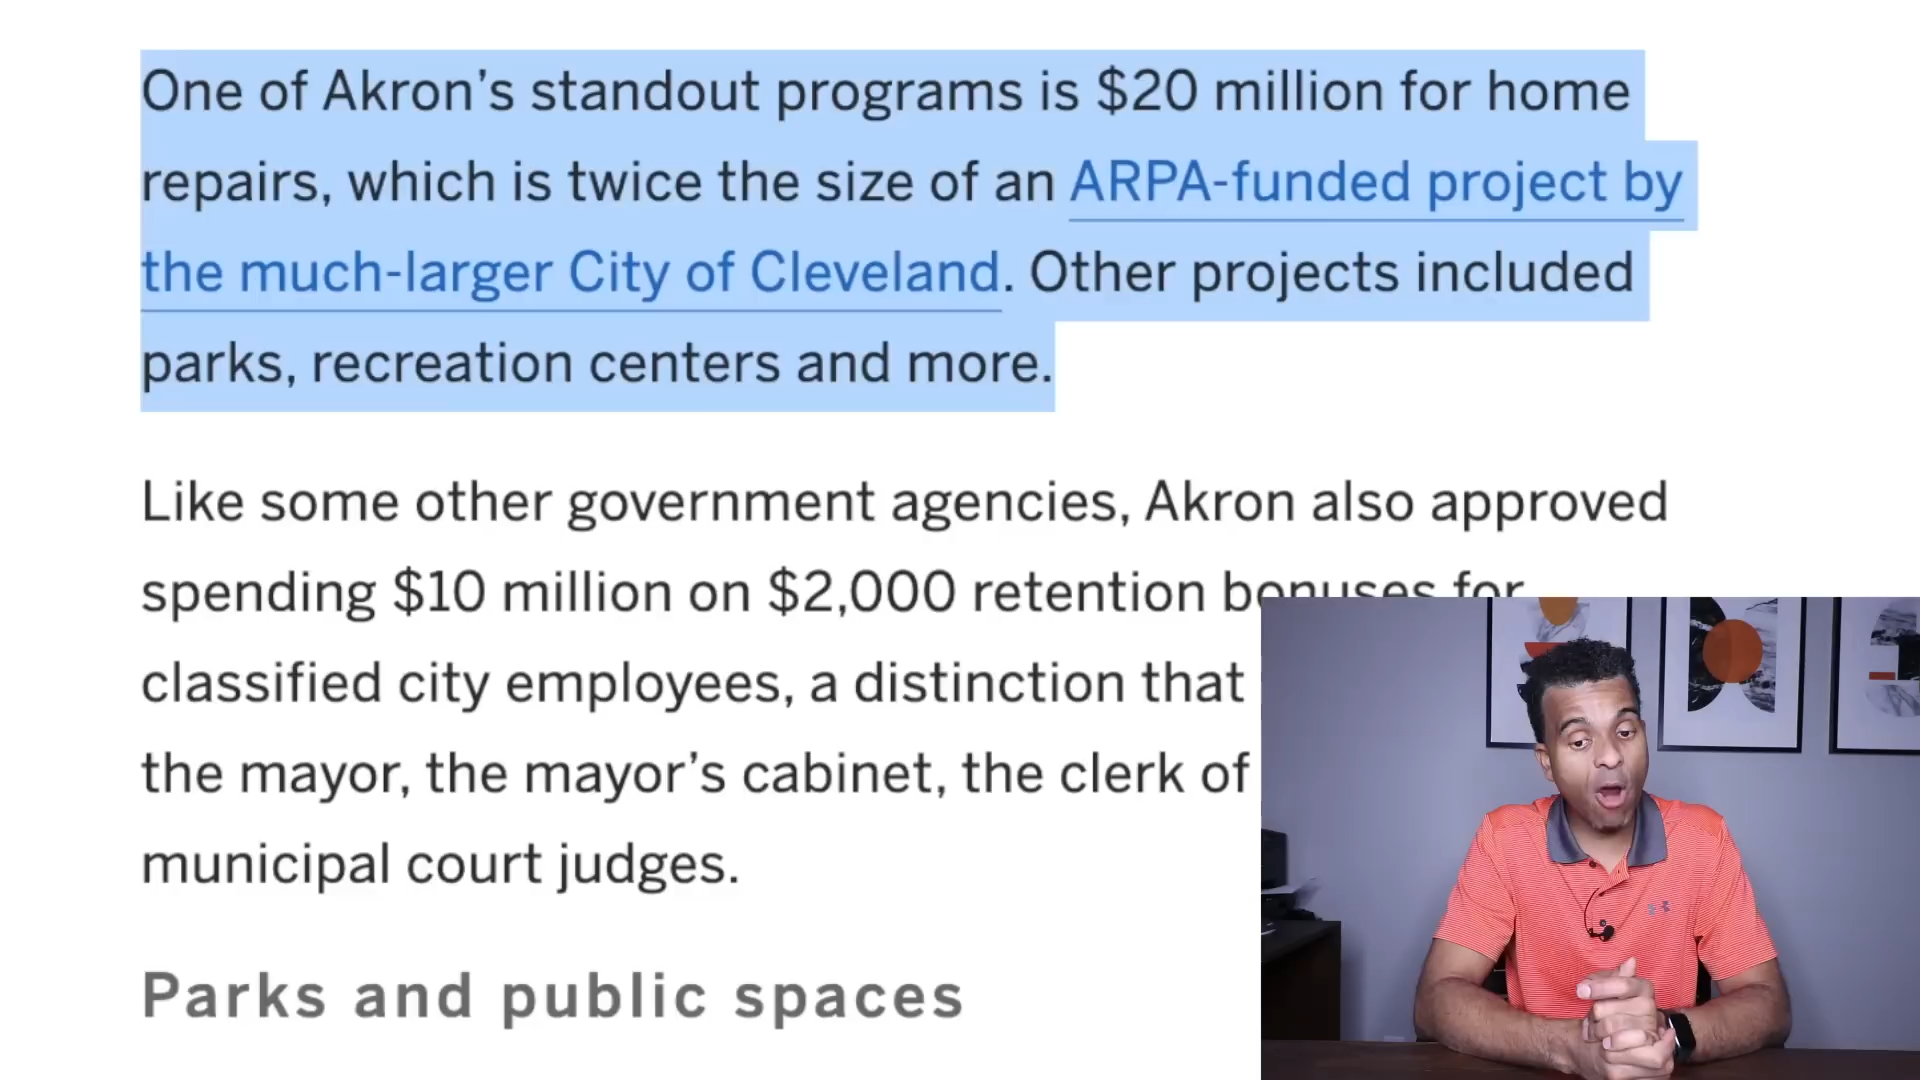 One of Akron’s standout programs is $20 million for home
repairs, which is twice the size of an ARPA-funded project by
the much-larger City of Cleveland. Other projects included
parks, recreation centers and more.
Like some other government agencies, Akron also approved
spending $10 million on $2,000 retention bonuses for
classified city employees, a distinction that
the mayor, the mayor’s cabinet, the clerk of
municipal court judges.
Parks and public spaces